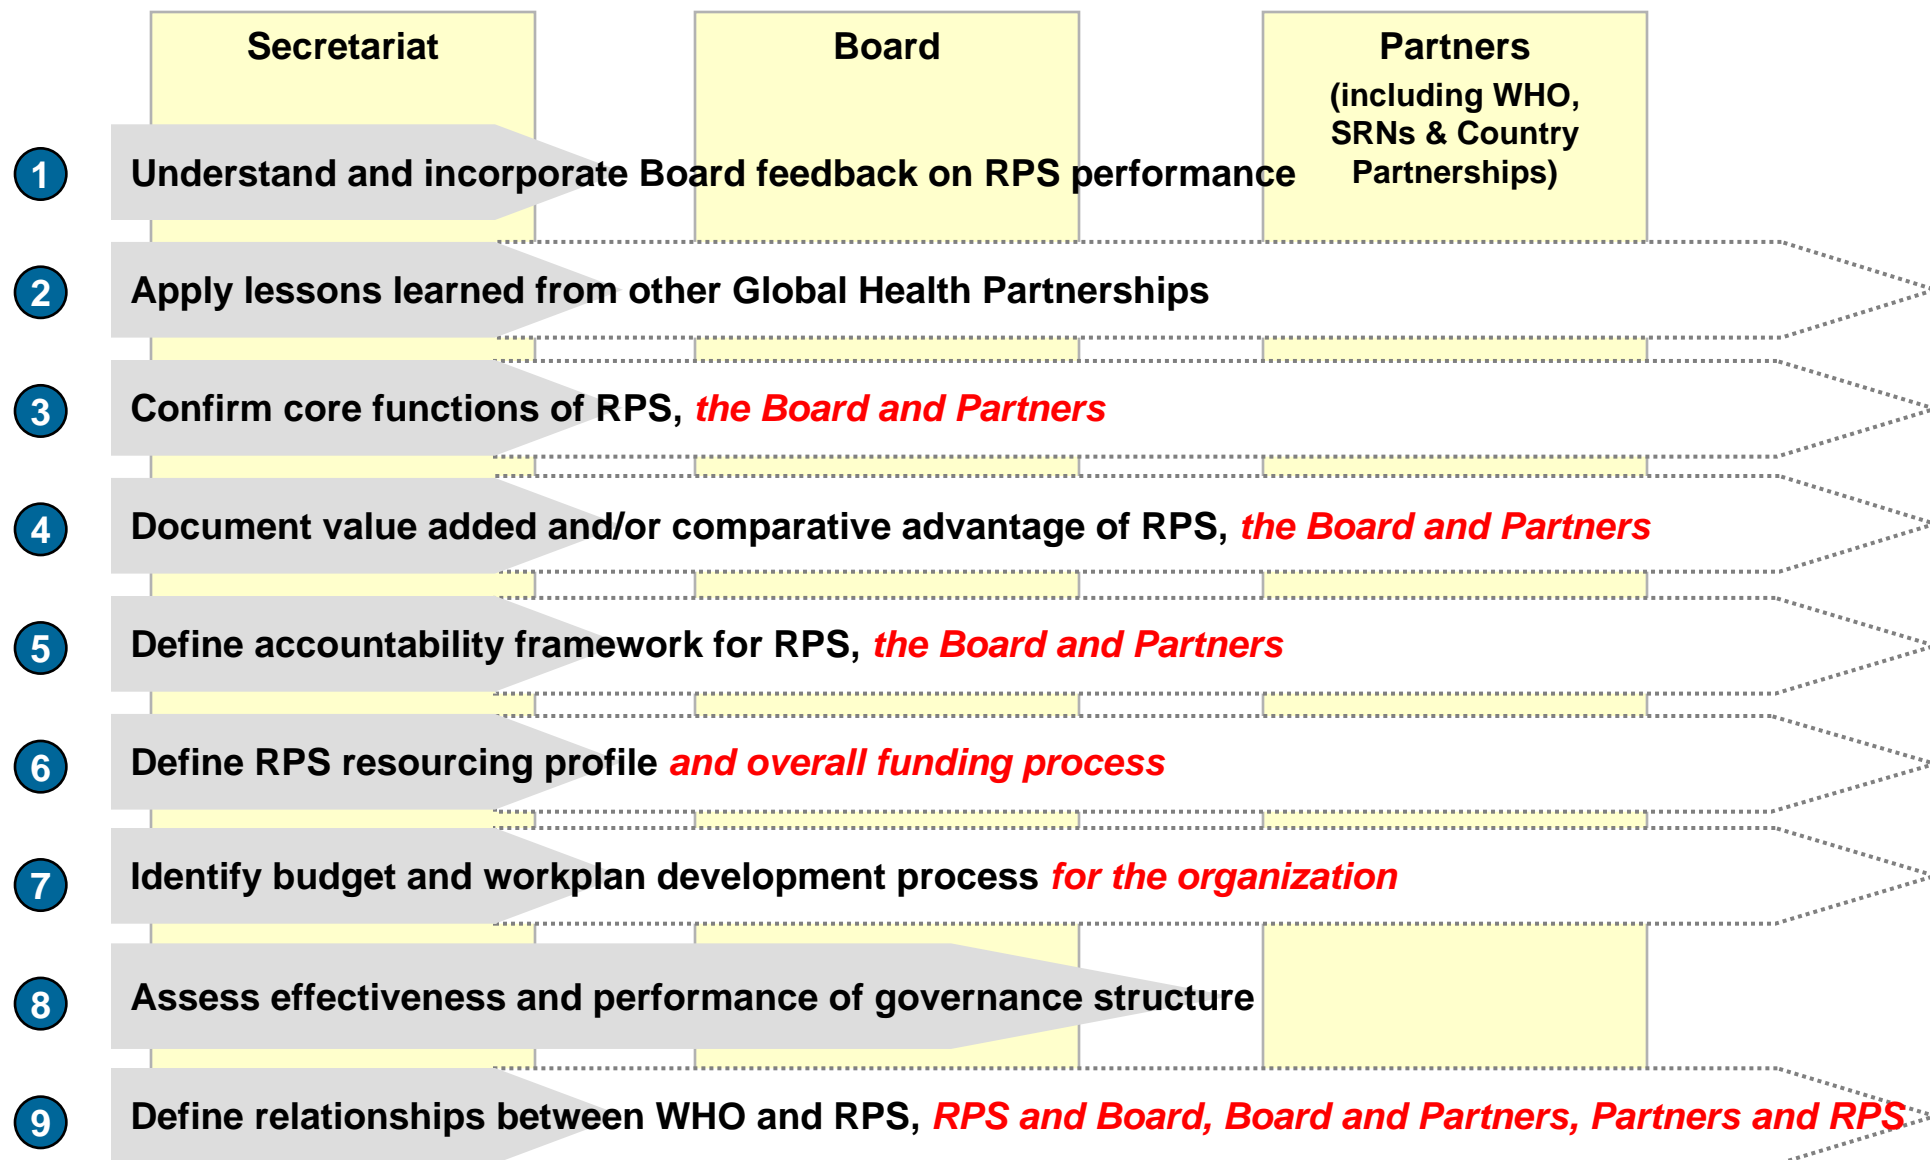 Secretariat
Board
Partners
(including WHO,
SRNs & Country
Partnerships)
1
Understand and incorporate Board feedback on RPS performance
2
Apply lessons learned from other Global Health Partnerships
3
Confirm core functions of RPS, the Board and Partners
4
Document value added and/or comparative advantage of RPS, the Board and Partners
5
Define accountability framework for RPS, the Board and Partners
6
Define RPS resourcing profile and overall funding process
7
Identify budget and workplan development process for the organization
8
Assess effectiveness and performance of governance structure
9
Define relationships between WHO and RPS, RPS and Board, Board and Partners, Partners and RPS